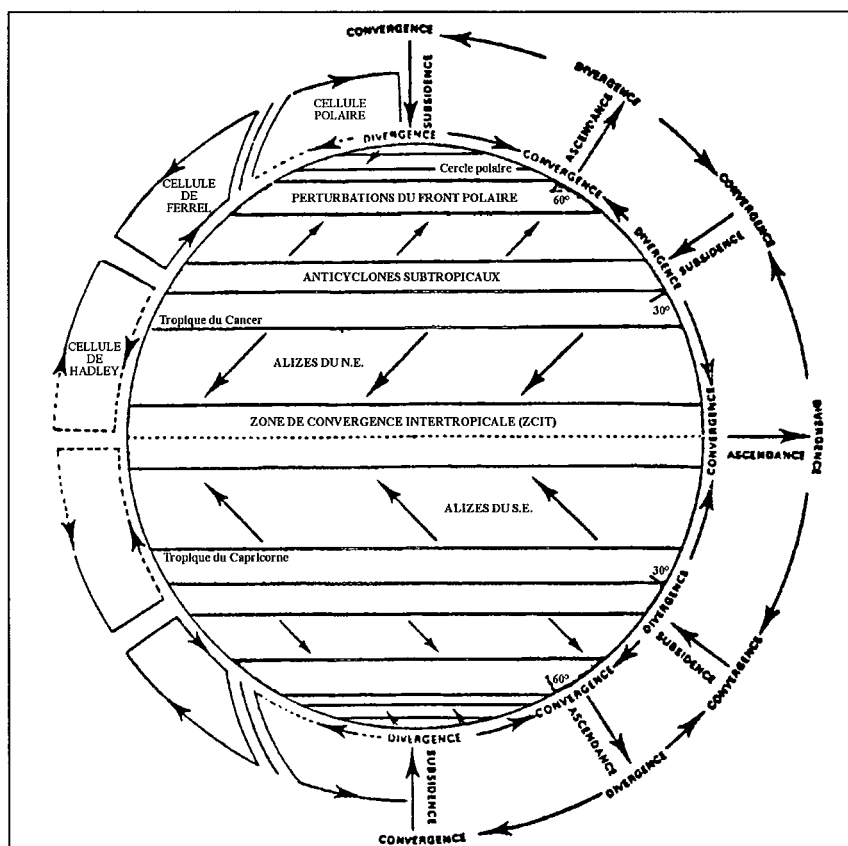 CONVERGENCE
SUBSIDENCE
DIVERGENCE
CELLULE
POLAIRE
DIVERGENCE
ASCENDANCE
CONVERGENCE
Cercle polaire
60°
PERTURBATIONS DU FRONT POLAIRE
CELLULE
DE
FERREL
CONVERGENCE
SUBSIDENCE
DIVERGENCE
ANTICYCLONES SUBTROPICAUX
30°
Tropique du Cancer
CELLULE
DE
HADLEY
ALIZES DU N.E.
ZONE DE CONVERGENCE INTERTROPICALE (ZCIT)
CONVERGENCE
ASCENDANCE
DIVERGENCE
ALIZES DU S.E.
Tropique du Capricorne
30°
DIVERGENCE
SUBSIDENCE
CONVERGENCE
60°
CONVERGENCE
ASCENDANCE
DIVERGENCE
DIVERGENCE
SUBSIDENCE
CONVERGENCE